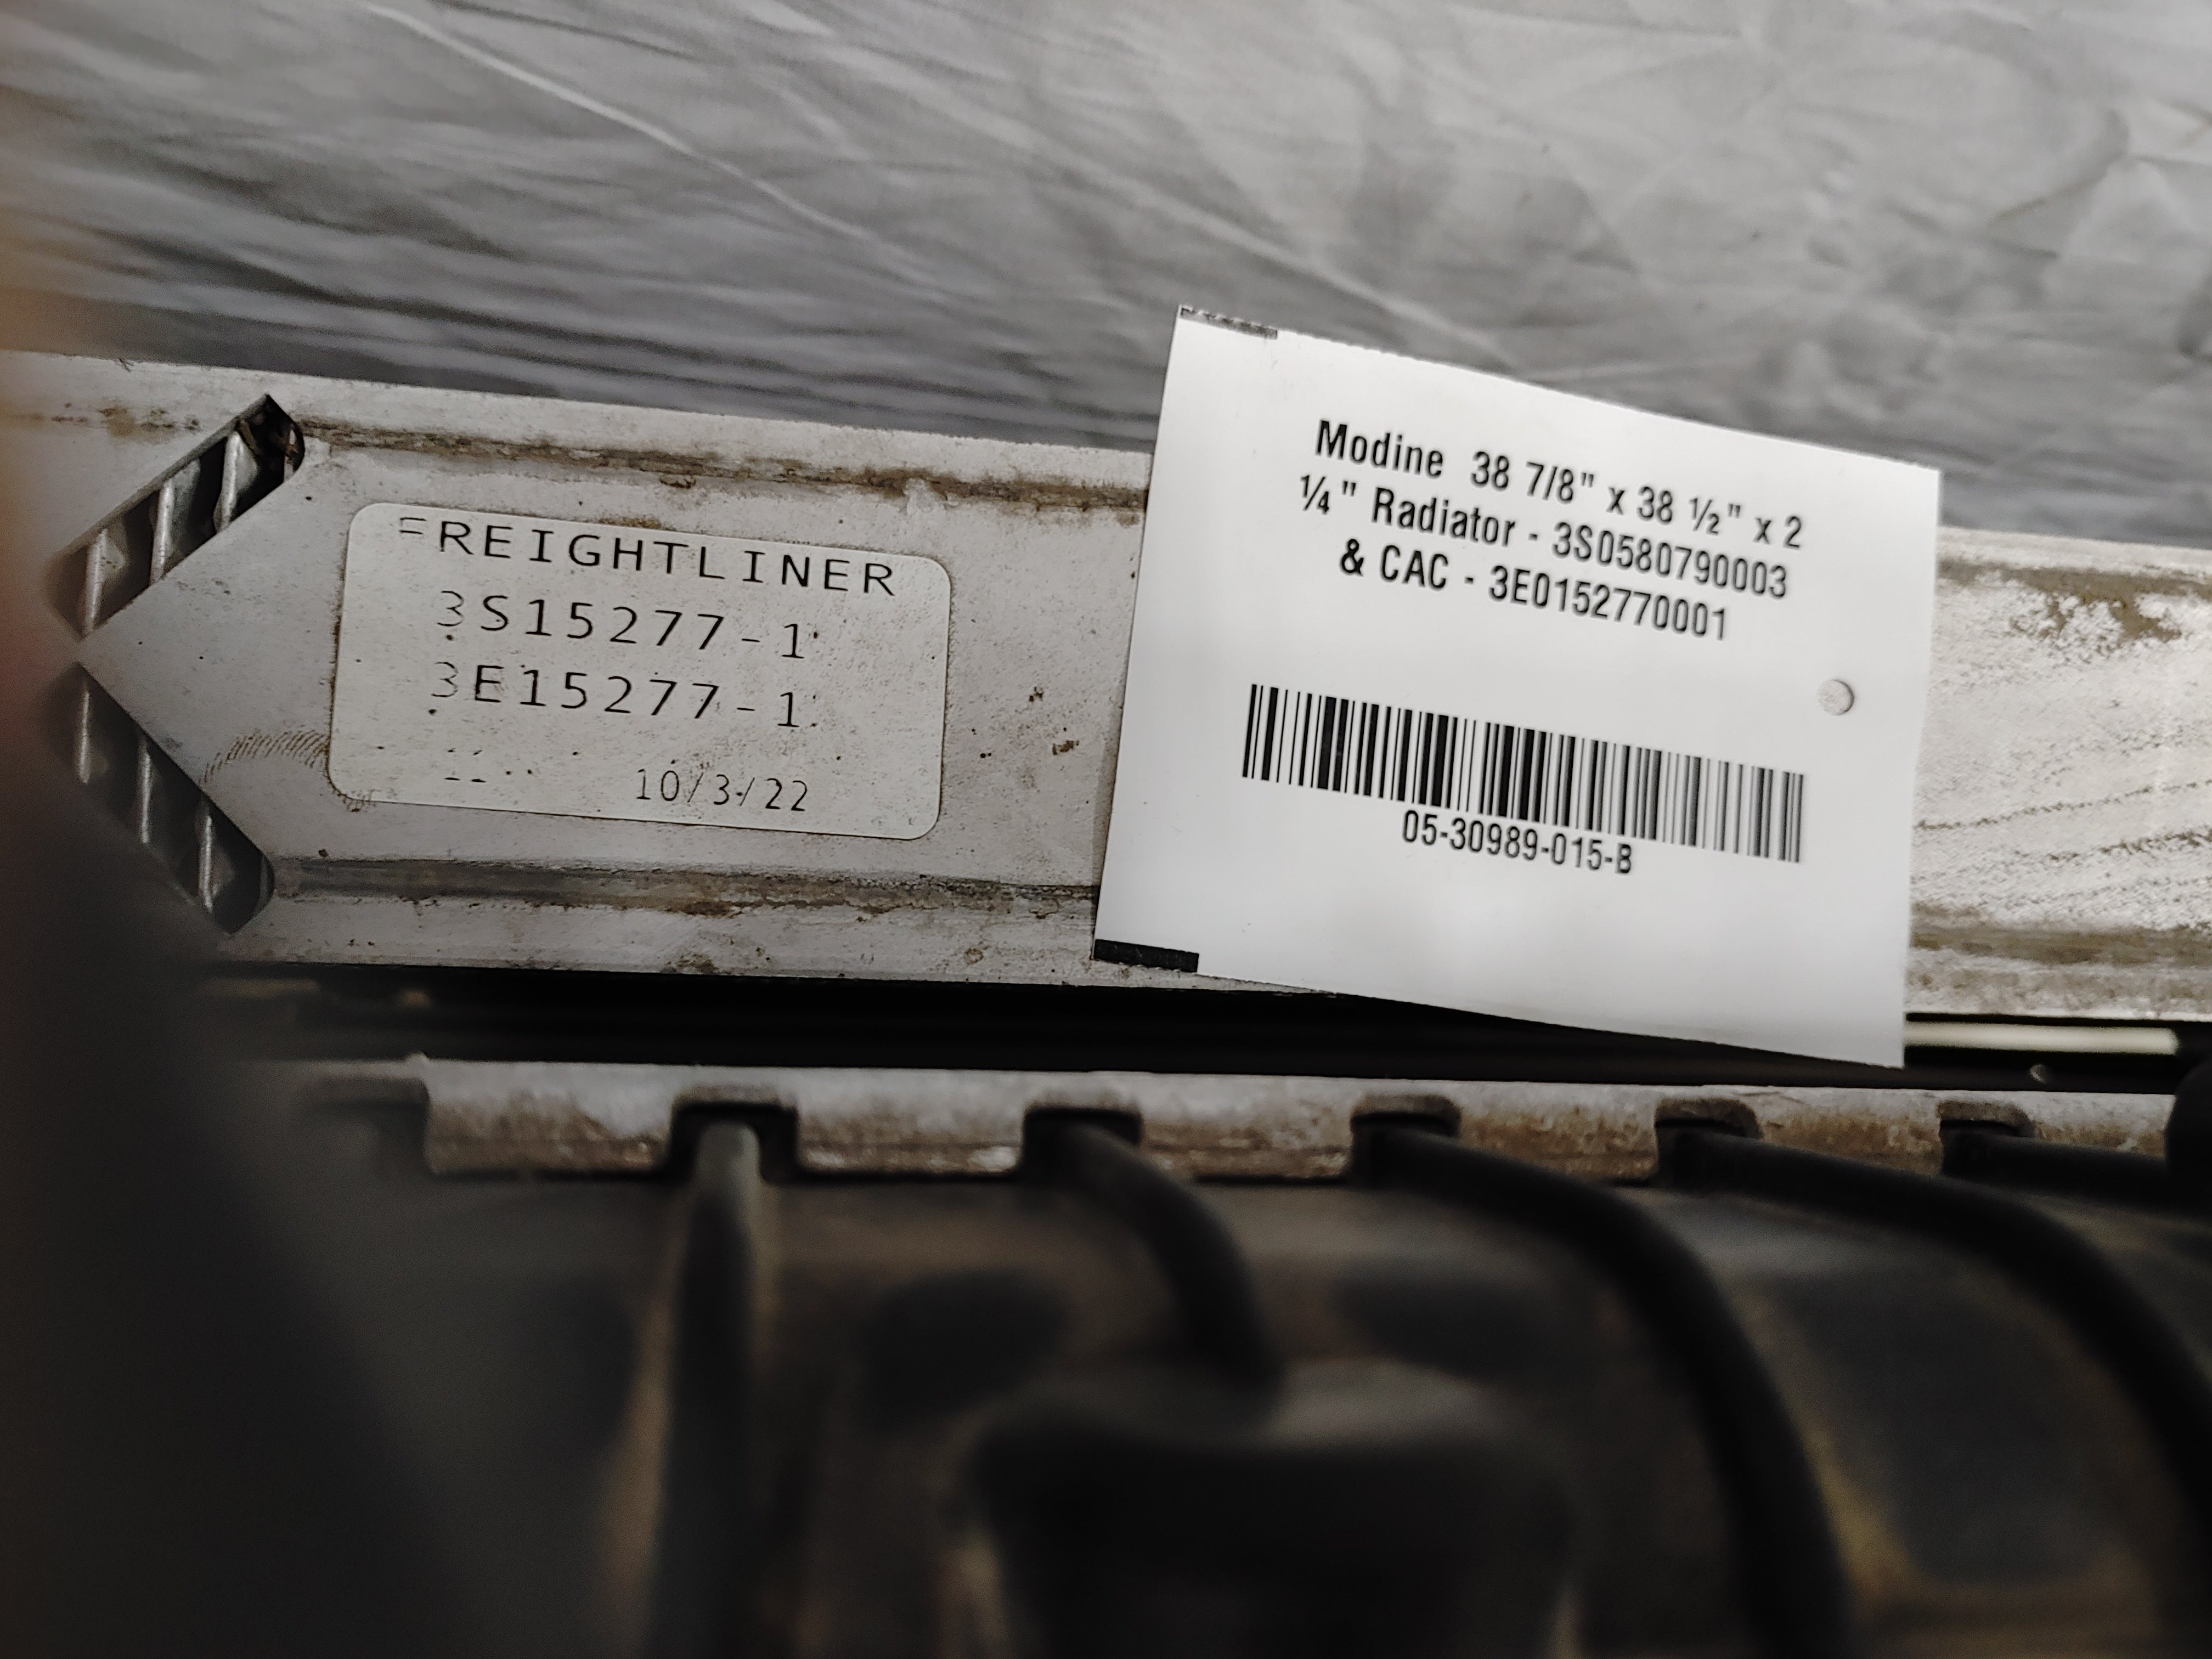 FREIGHTLINER
3S15277-1
3E15277-1
10/3/22
Modine 38 7/8" x 38 ½" x 2
¼" Radiator - 3S0580790003
& CAC - 3E0152770001
05-30989-015-B